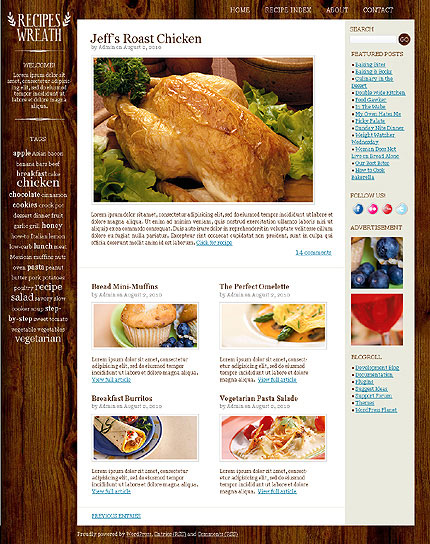 RECIPES
WREATH
HOME RECIPE INDEX ABOUT CONTACT
WELCOME!
Lorem ipsum dolor sit
amet, consectetur adipisic-
ing elit, sed do eiusmod
tempor incididunt ut labore
et dolore magna
aliqua.
TAGS
apple Asian bacon
banana bars beef
breakfast cake
chicken
chocolate cinnamon
cookies crock pot
dessert dinner fruit
garlic grill honey
how-to Italian lemon
low-carb lunch meat
Mexican muffins nuts
oven pasta peanut
butter pork potatoes
poultry recipe
salad savory slow
cooker soup step-
by-step sweet tomato
vegetable vegetables
vegetarian
Jeff's Roast Chicken
by Admin on August 2, 2010
Lorem ipsum dolor sit amet, consectetur adipisicing elit, sed do eiusmod tempor incididunt ut labore et
dolore magna aliqua. Ut enim ad minim veniam, quis nostrud exercitation ullamco laboris nisi ut
aliquip ex ea commodo consequat. Duis aute irure dolor in reprehenderit in voluptate velit esse cillum
dolore eu fugiat nulla pariatur. Excepteur sint occaecat cupidatat non proident, sunt in culpa qui
officia deserunt mollit anim id est laborum. Click for recipe
14 comments
Bread Mini-Muffins
by Admin on August 2, 2010
Lorem ipsum dolor sit amet, consectetur
adipisicing elit, sed do eiusmod tempor
incididunt ut labore et dolore magna aliqua.
View full article
The Perfect Omelette
by Admin on August 2, 2010
Lorem ipsum dolor sit amet, consectetur
adipisicing elit, sed do eiusmod tempor
incididunt ut labore et dolore magna aliqua.
View full article
Breakfast Burritos
by Admin on August 2, 2010
Lorem ipsum dolor sit amet, consectetur
adipisicing elit, sed do eiusmod tempor
incididunt ut labore et dolore magna aliqua.
View full article
Vegetarian Pasta Salade
by Admin on August 2, 2010
Lorem ipsum dolor sit amet, consectetur
adipisicing elit, sed do eiusmod tempor
incididunt ut labore et dolore magna aliqua.
View full article
PREVIOUS ENTRIES
SEARCH
GO
FEATURED POSTS
Baking Bites
Baking & Books
Culinary in the
Desert
Double Wide Kitchen
Food Gawker
In The Webs
My Oven Hates Me
Picky Palate
Sunday Nite Dinner
Weight Watcher
Wednesday
Woman Does Not
Live on Bread Alone
Our Best Bites
How to Cook
Bakerella
FOLLOW US!
ADVERTISEMENT
BLOGROLL
Development Blog
Documentation
Plugins
Suggest Ideas
Support Forum
Themes
WordPress Planet
Proudly powered by WordPress. Entries (RSS) and Comments (RSS).